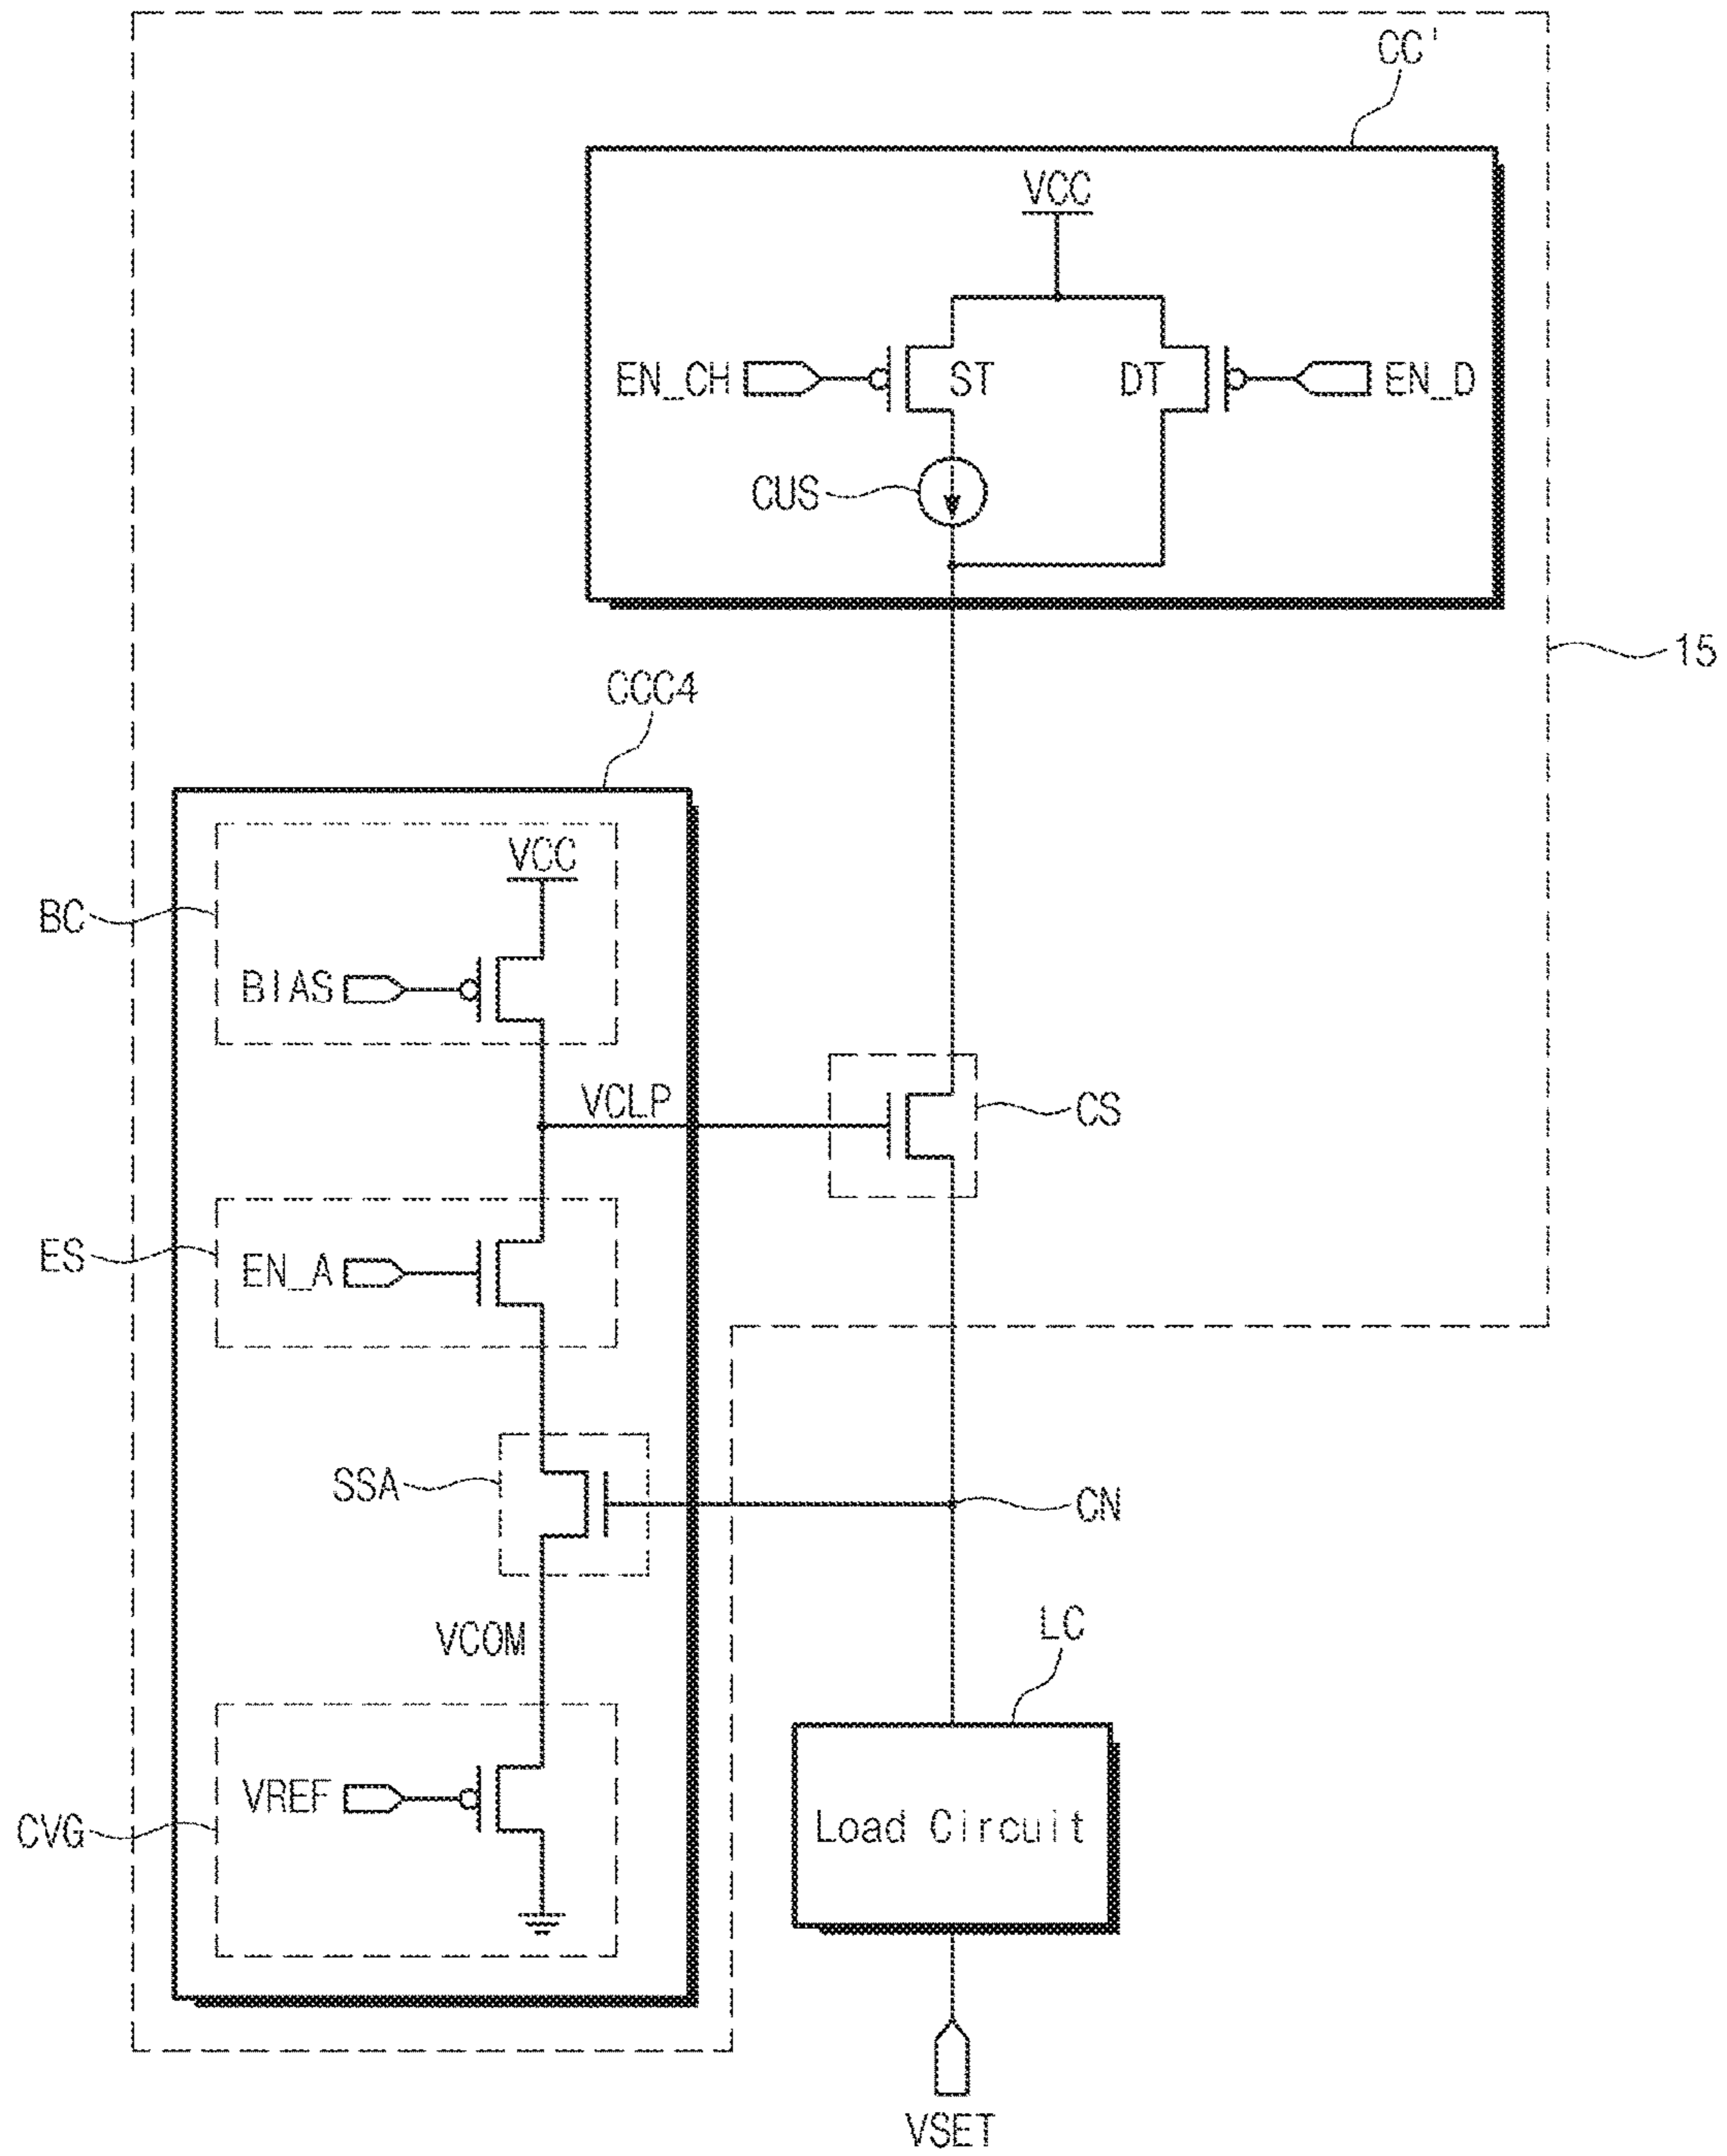 CC'
VCC
EN_CH
ST
DT
EN_D
CUS
15
CCC4
VCC
BC
BIAS
VCLP
CS
ES
EN_A
SSA
CN
VCOM
LC
VREF
CVG
Load Circuit
VSET